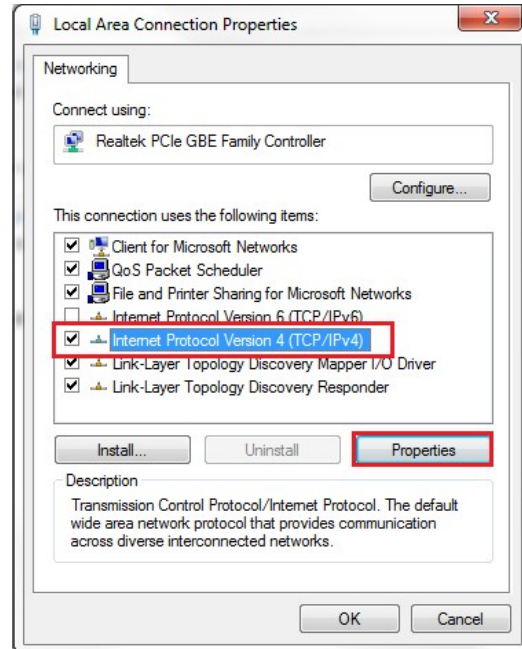 Local Area Connection Properties
Networking
Connect using:
Realtek PCIe GBE Family Controller
Configure...
This connection uses the following items:
Client for Microsoft Networks
QoS Packet Scheduler
File and Printer Sharing for Microsoft Networks
Internet Protocol Version 6 (TCP/IPv6)
Internet Protocol Version 4 (TCP/IPv4)
Link-Layer Topology Discovery Mapper I/O Driver
Link-Layer Topology Discovery Responder
Install...
Uninstall
Properties
Description
Transmission Control Protocol/Internet Protocol. The default
wide area network protocol that provides communication
across diverse interconnected networks.
OK
Cancel